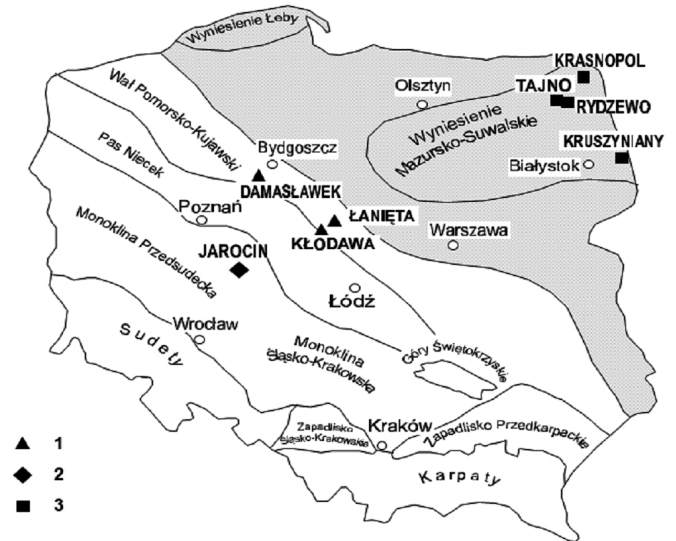 Wyniesienie Łeby
KRASNOPOL
Olsztyn
TAJNO
RYDZEWO
Wyniesienie
Mazursko-Suwalskie
Wał Pomorsko-Kujawski
KRUSZYNIANY
Bydgoszcz
Białystok
Pas Niecek
DAMASŁAWEK
Poznań
ŁANIĘTA
KŁODAWA
Warszawa
Monoklina Przedsudecka
JAROCIN
Łódź
Wrocław
Sudety
Monoklina
śląsko-Krakowska
Góry Świętokrzyskie
Kraków
Zapadlisko
śląsko-Krakowskie
Zapadlisko Przedkarpackie
Karpaty
1
2
3